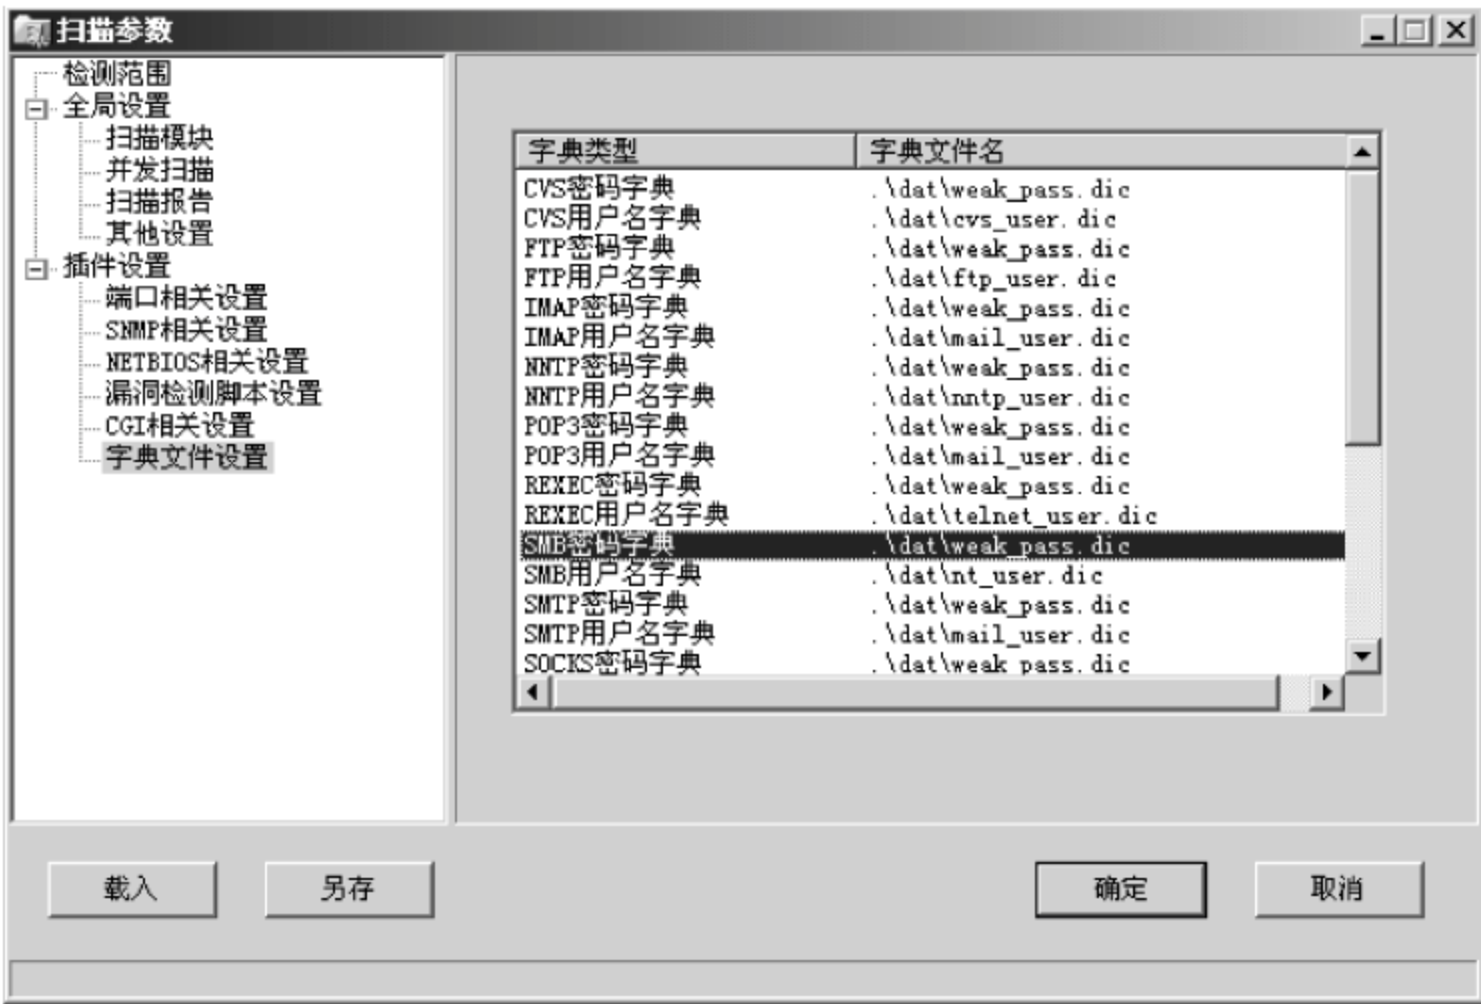 扫描参数
检测范围
全局设置
扫描模块
并发扫描
扫描报告
其他设置
插件设置
端口相关设置
SNMP相关设置
NETBIOS相关设置
漏洞检测脚本设置
CGI相关设置
字典文件设置
字典类型 字典文件名
CVS密码字典 .\dat\weak_pass.dic
CVS用户名字典 .\dat\cvs_user.dic
FTP密码字典 .\dat\weak_pass.dic
FTP用户名字典 .\dat\ftp_user.dic
IMAP密码字典 .\dat\weak_pass.dic
IMAP用户名字典 .\dat\mail_user.dic
NNTP密码字典 .\dat\weak_pass.dic
NNTP用户名字典 .\dat\nntp_user.dic
POP3密码字典 .\dat\weak_pass.dic
POP3用户名字典 .\dat\mail_user.dic
REXEC密码字典 .\dat\weak_pass.dic
REXEC用户名字典 .\dat\telnet_user.dic
SMB密码字典 .\dat\weak_pass.dic
SMB用户名字典 .\dat\nt_user.dic
SMTP密码字典 .\dat\weak_pass.dic
SMTP用户名字典 .\dat\mail_user.dic
SOCKS密码字典 .\dat\weak_pass.dic
载入 另存 确定 取消